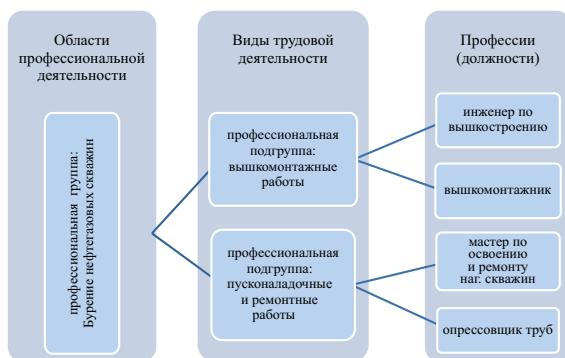 Области
профессиональной
деятельности
профессиональная группа:
Бурение нефтегазовых скважин
Виды трудовой
деятельности
профессиональная
подгруппа:
вышкомонтажные
работы
профессиональная
подгруппа:
пусконаладочные
и ремонтные
работы
Профессии
(должности)
инженер по
вышкостроению
вышкомонтажник
мастер по
освоению
и ремонту
наг. скважин
опрессовщик труб